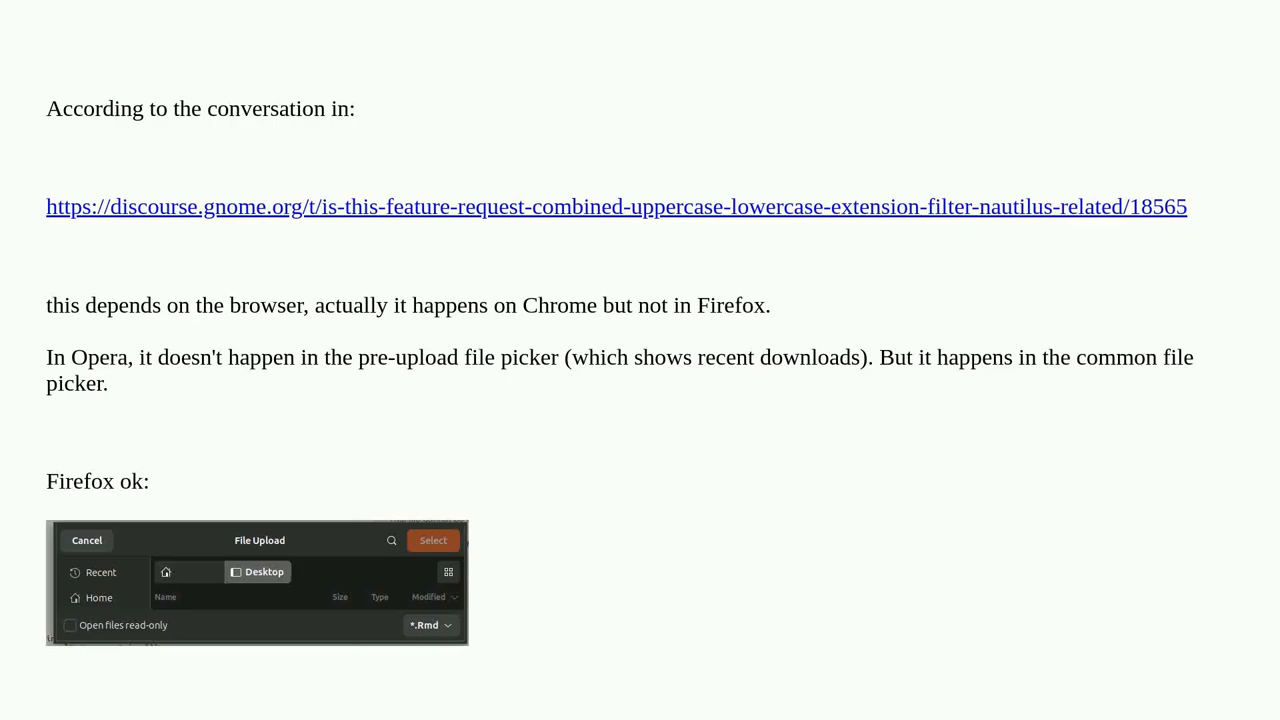 According to the conversation in:
https://discourse.gnome.org/t/is-this-feature-request-combined-uppercase-lowercase-extension-filter-nautilus-related/18565
this depends on the browser, actually it happens on Chrome but not in Firefox.
In Opera, it doesn't happen in the pre-upload file picker (which shows recent downloads). But it happens in the common file
picker.
Firefox ok:
Cancel File Upload Select
Recent Desktop
Home Name Size Type Modified
Open files read-only *.Rmd